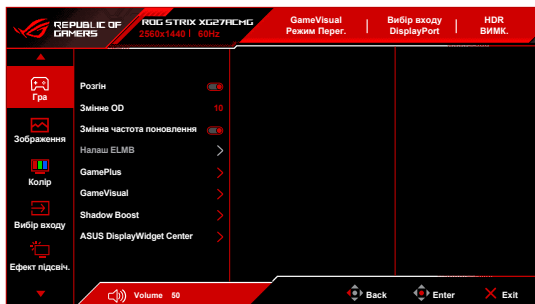 REPUBLIC OF
GAMERS
ROG STRIX XG27ACMG
2560x1440 | 60Hz
GameVisual
Режим Перег.
Вибір входу
DisplayPort
HDR
ВИМК.
Гра
Зображення
Колір
Вибір входу
Ефект підсвіч.
Розгін
Змінне OD 10
Змінна частота поновлення
Налаш ELMB
GamePlus
GameVisual
Shadow Boost
ASUS DisplayWidget Center
Volume 50
Back
Enter
Exit